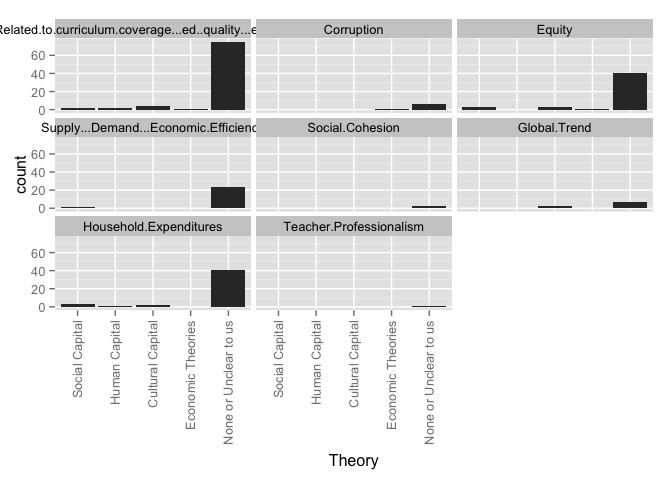 Related.to.curriculum.coverage...ed..quality...e
Corruption
Equity
60
40
20
0
Supply...Demand...Economic.Efficienc
Social.Cohesion
Global.Trend
60
40
20
0
count
Household.Expenditures
Teacher.Professionalism
60
40
20
0
Social Capital
Human Capital
Cultural Capital
Economic Theories
None or Unclear to us
Social Capital
Human Capital
Cultural Capital
Economic Theories
None or Unclear to us
Theory